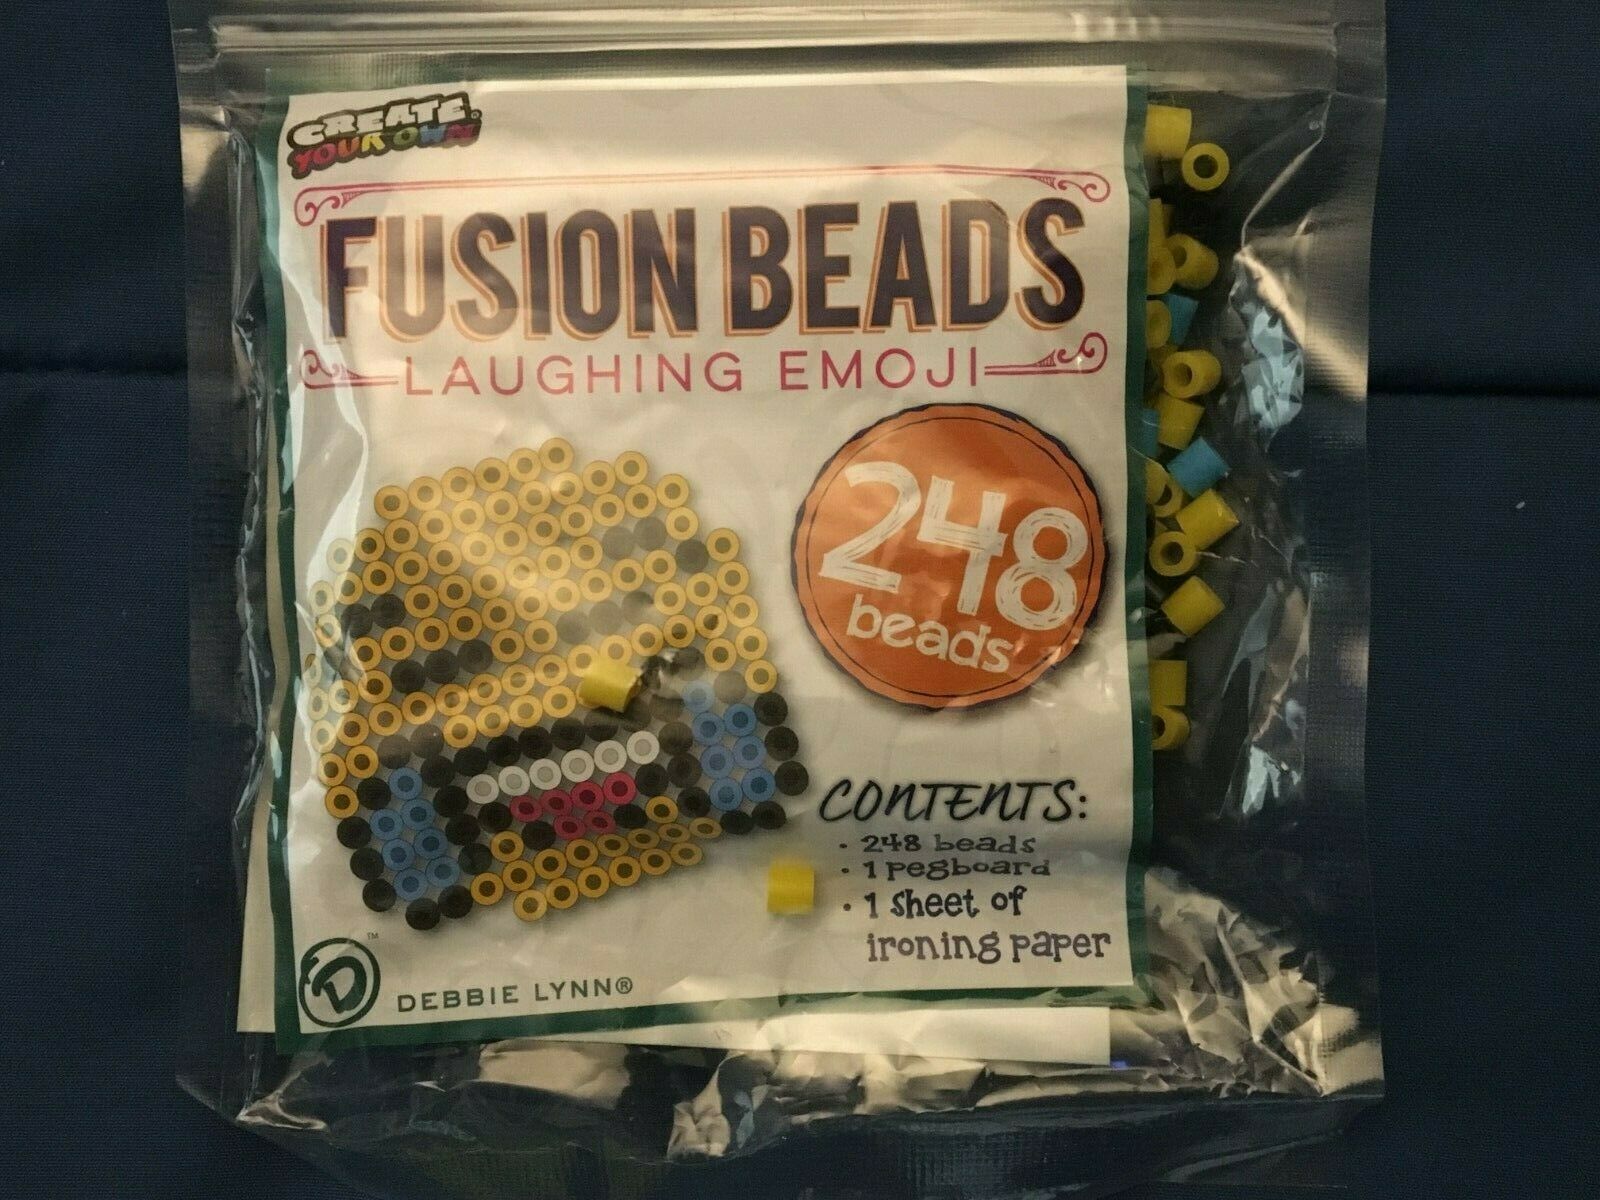 CREATE®
YOUR OWN
FUSION BEADS
LAUGHING EMOJI
248
beads
CONTENTS:
· 248 beads
· 1 pegboard
· 1 sheet of
ironing paper
D™
DEBBIE LYNN®